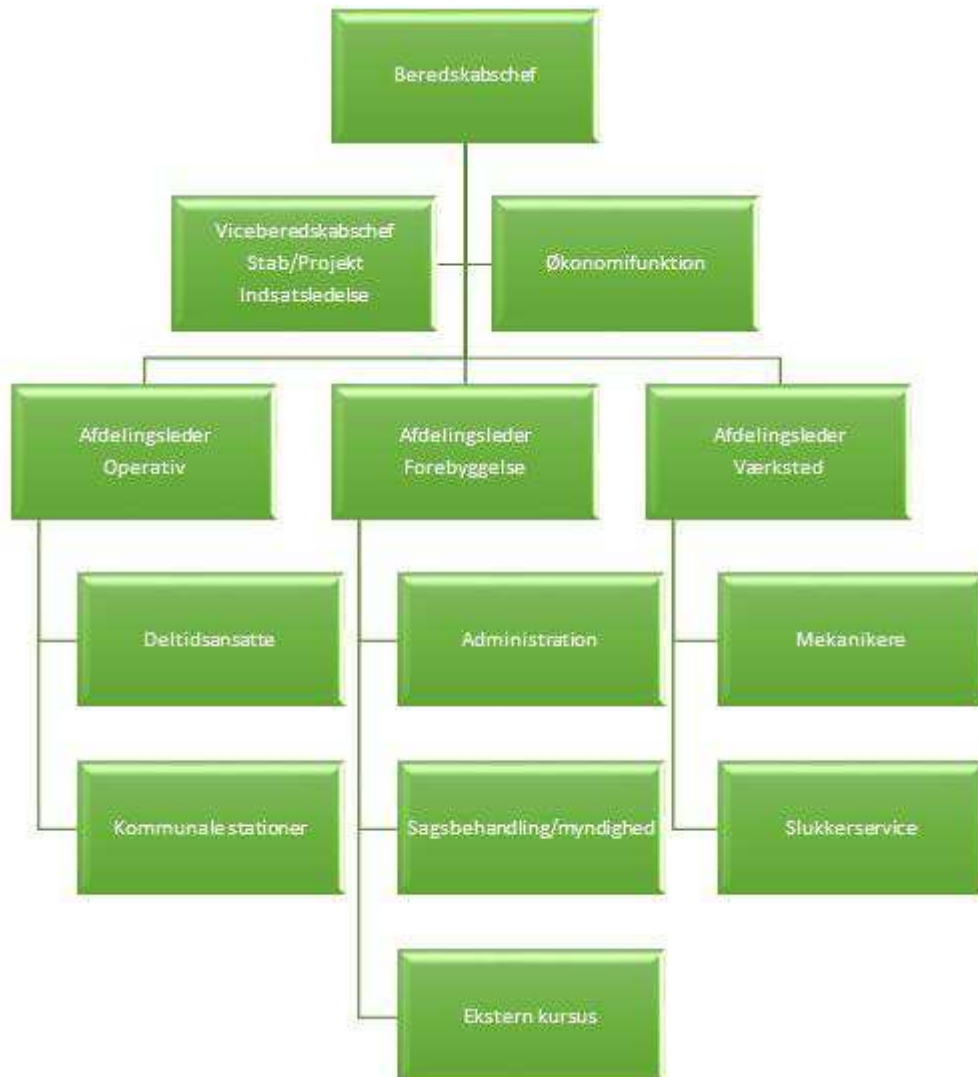 Beredskabschef
Viceberedskabschef
Stab/Projekt
Indsatsledelse
Økonomifunktion
Afdelingsleder
Operativ
Afdelingsleder
Forebyggelse
Afdelingsleder
Værksted
Deltidsansatte
Administration
Mekanikere
Kommunale stationer
Sagsbehandling/myndighed
Slukkerservice
Ekstern kursus